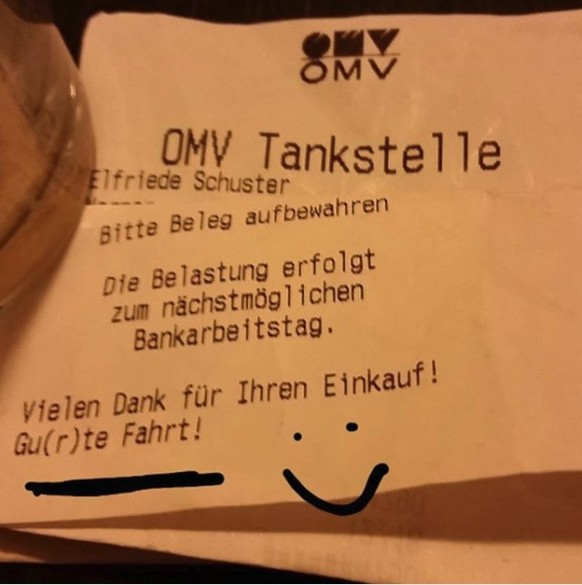 OMV
OMV
OMV Tankstelle
Elfriede Schuster
Bitte Beleg aufbewahren
Die Belastung erfolgt
zum nächstmöglichen
Bankarbeitstag.
Vielen Dank für Ihren Einkauf!
Gu(r)te Fahrt!